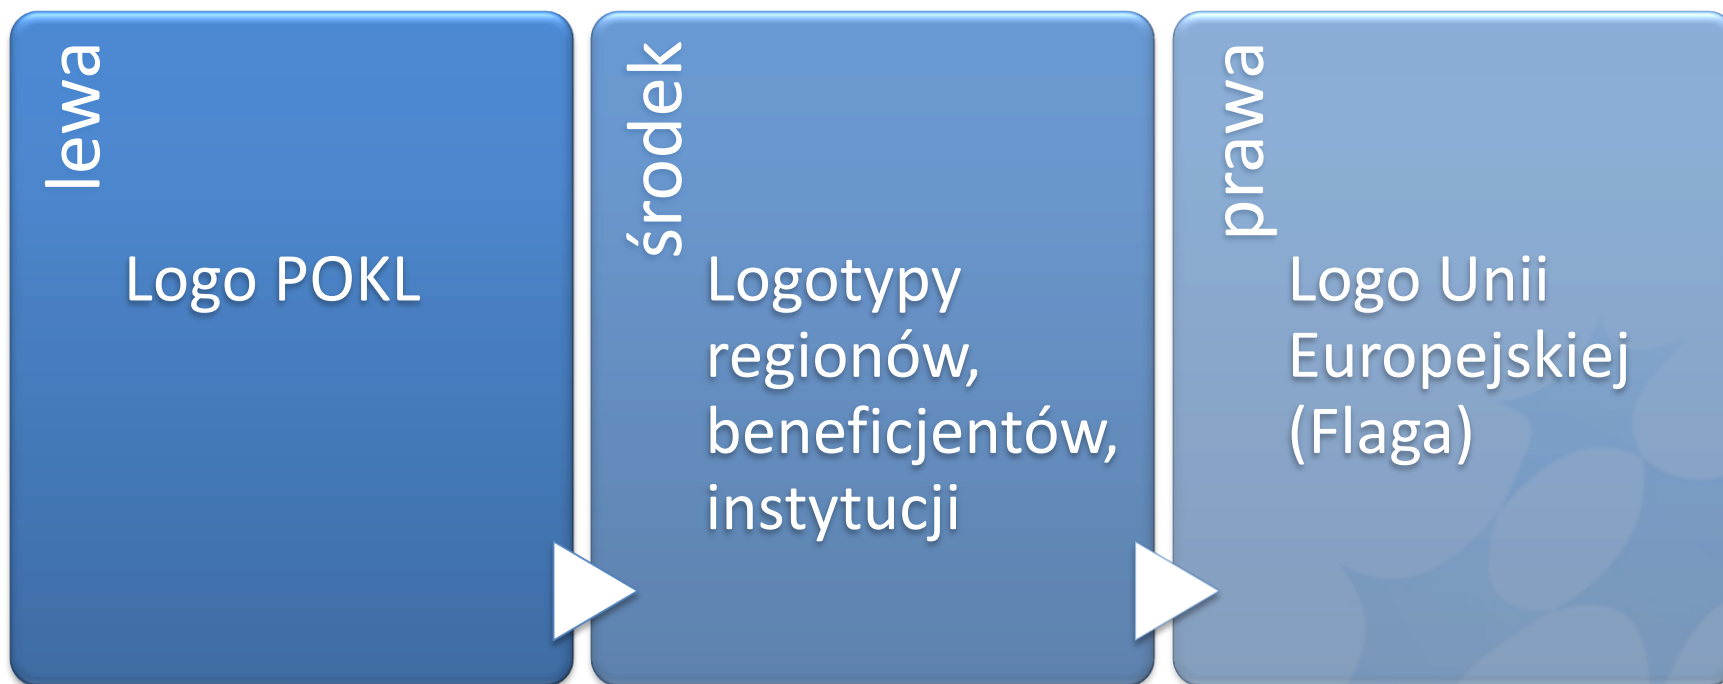 lewa
Logo POKL
środek
Logotypy
regionów,
beneficjentów,
instytucji
prawa
Logo Unii
Europejskiej
(Flaga)